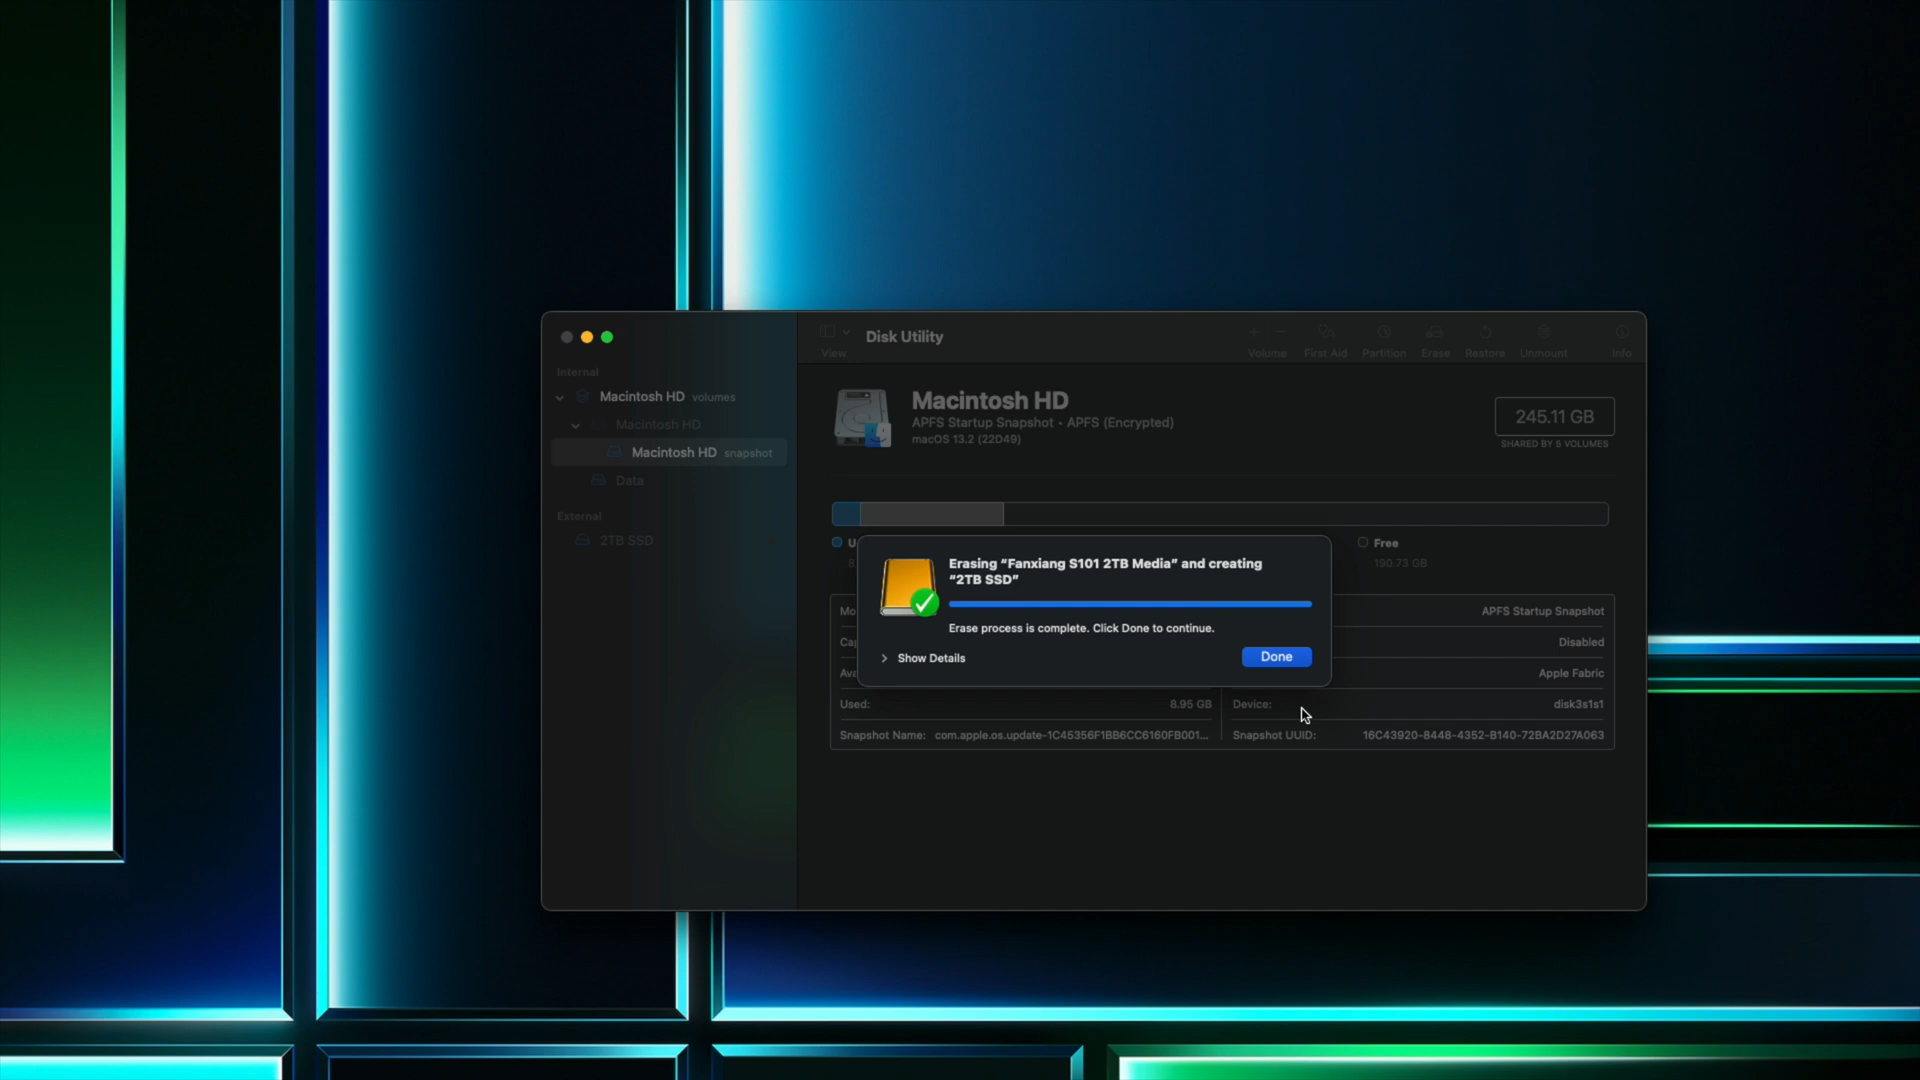 Disk Utility
View
Volume
First Aid
Partition
Erase
Restore
Unmount
Info
Internal
Macintosh HD volumes
Macintosh HD
Macintosh HD snapshot
Data
External
2TB SSD
Macintosh HD
APFS Startup Snapshot • APFS (Encrypted)
macOS 13.2 (22D49)
245.11 GB
SHARED BY 5 VOLUMES
Free
190.73 GB
Erasing “Fanxiang S101 2TB Media” and creating
“2TB SSD”
Erase process is complete. Click Done to continue.
Show Details
Done
APFS Startup Snapshot
Disabled
Apple Fabric
Used: 8.95 GB
Device: disk3s1s1
Snapshot Name: com.apple.os.update-1C45356F1BB6CC6160FB001...
Snapshot UUID: 16C43920-8448-4352-B140-72BA2D27A063